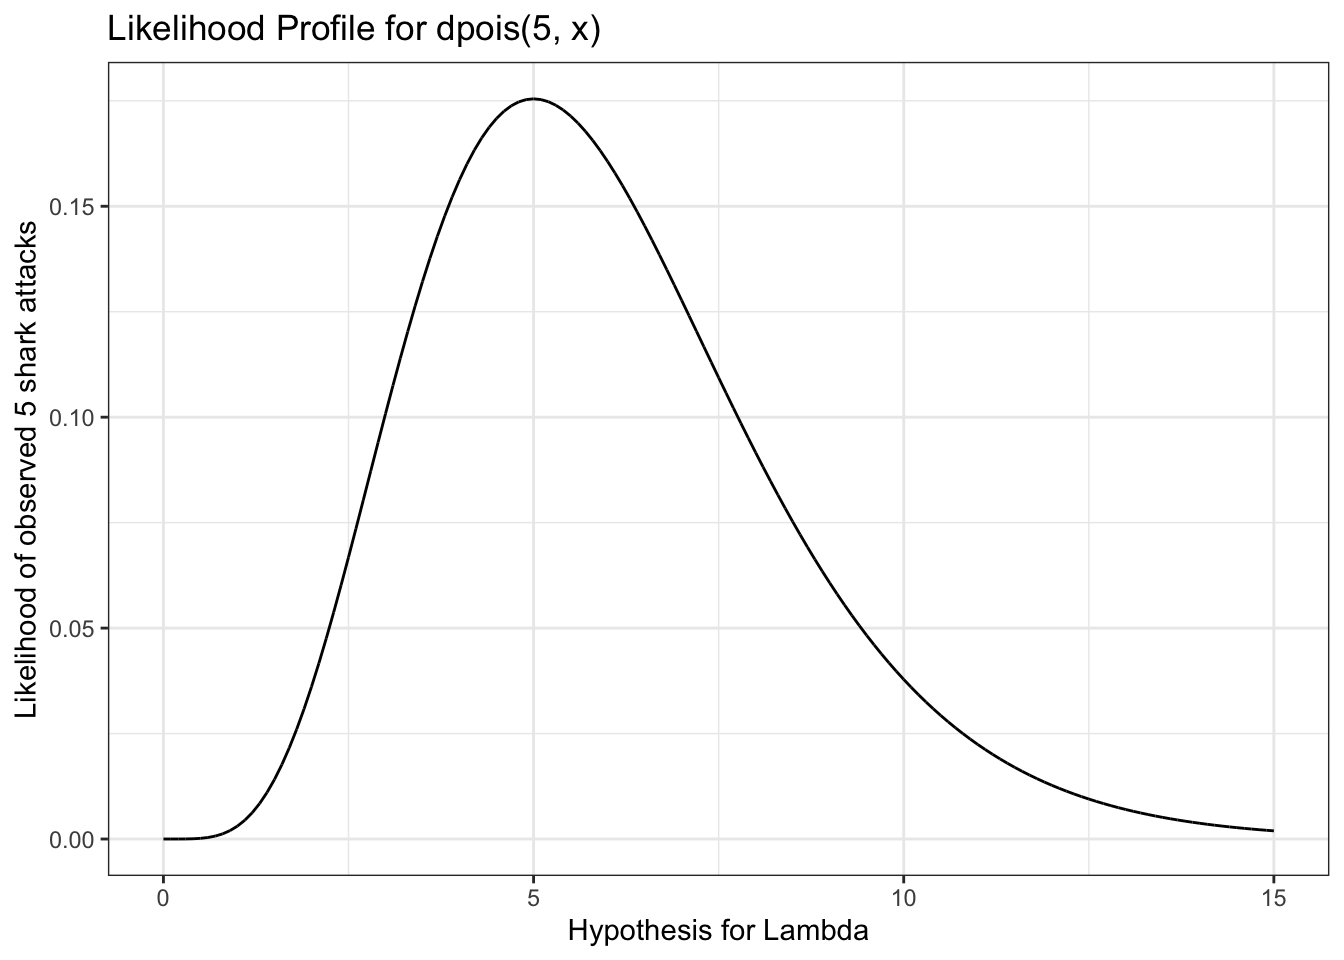 Likelihood Profile for dpois(5, x)
Likelihood of observed 5 shark attacks
0.15
0.10
0.05
0.00
0
5
10
15
Hypothesis for Lambda